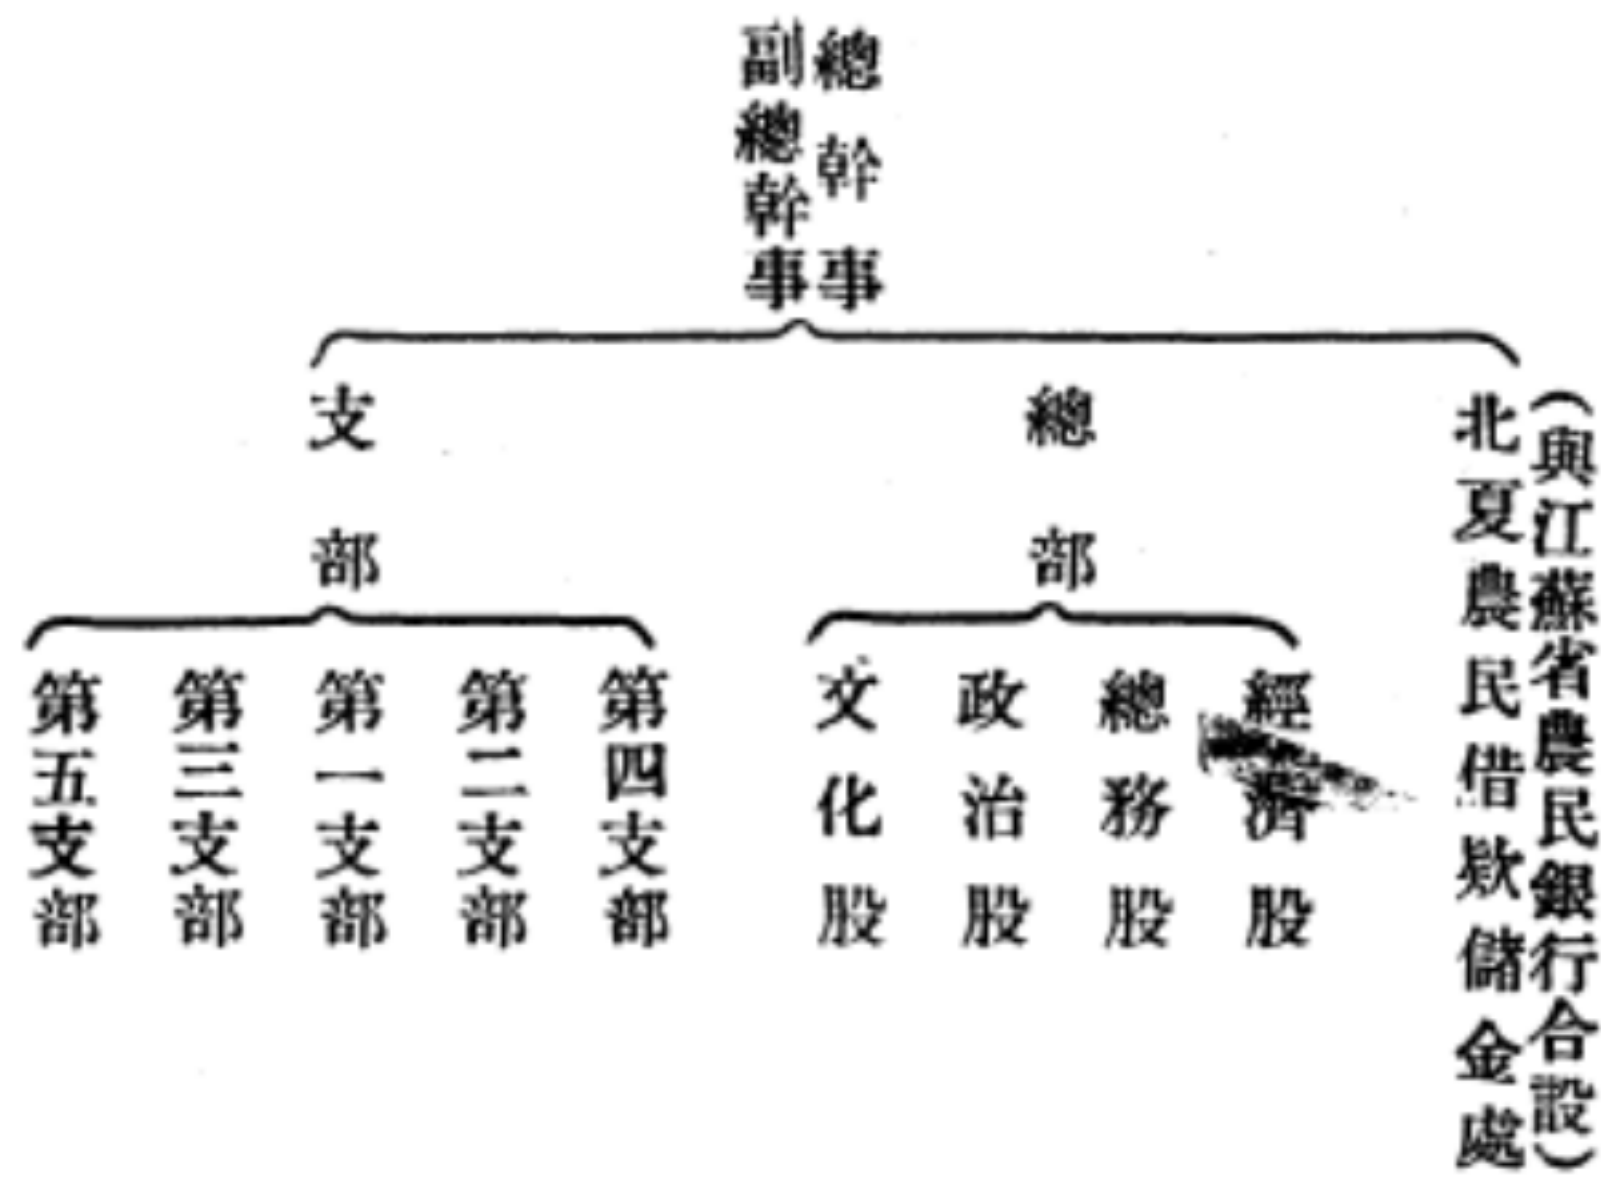 總幹事
副總幹事
(與江蘇省農民銀行合設)
北夏農民借欵儲金處
總部
經濟股
總務股
政治股
文化股
支部
第四支部
第二支部
第一支部
第三支部
第五支部